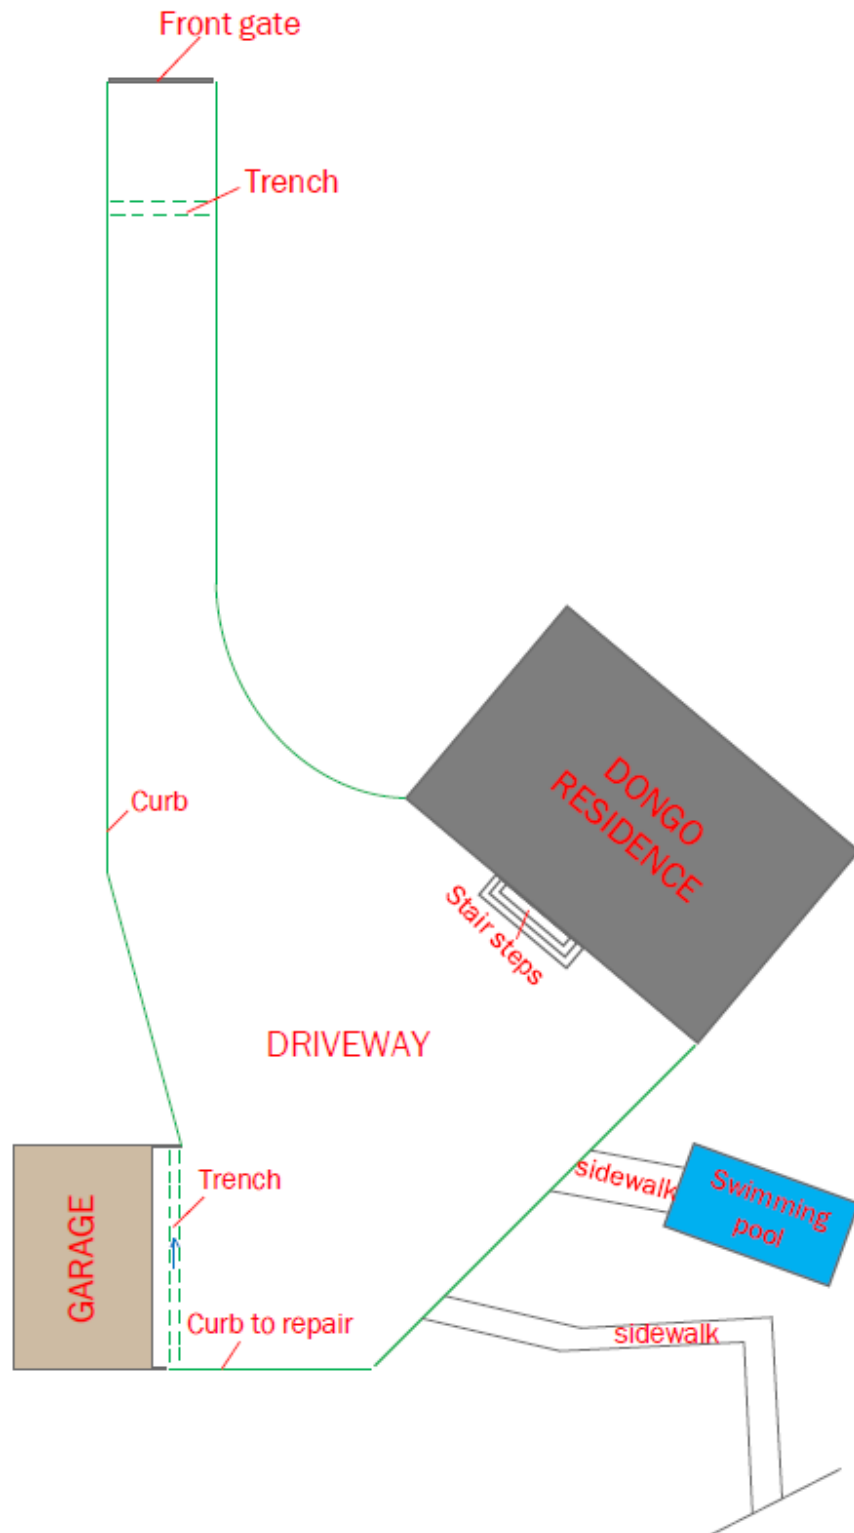 Front gate
Trench
DONGO
RESIDENCE
Curb
Stair steps
DRIVEWAY
sidewalk
Swimming
pool
Trench
GARAGE
Curb to repair
sidewalk